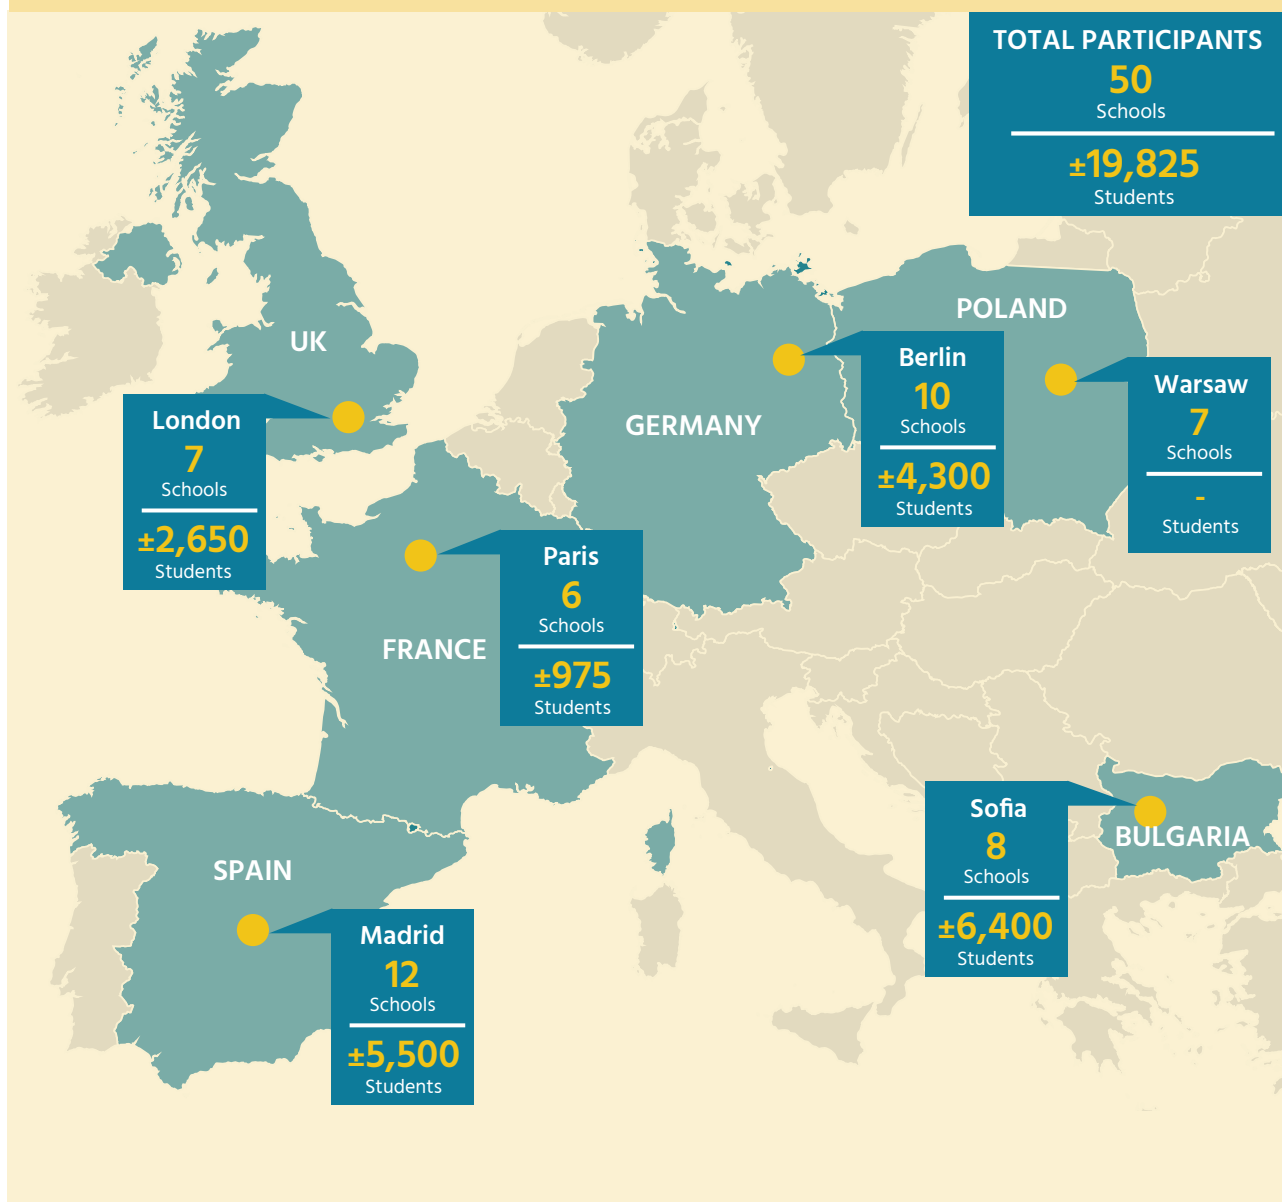 TOTAL PARTICIPANTS
50
Schools
±19,825
Students
UK
London
7
Schools
±2,650
Students
POLAND
Berlin
10
Schools
±4,300
Students
Warsaw
7
Schools
-
Students
GERMANY
Paris
6
Schools
±975
Students
FRANCE
Sofia
8
Schools
±6,400
Students
BULGARIA
SPAIN
Madrid
12
Schools
±5,500
Students